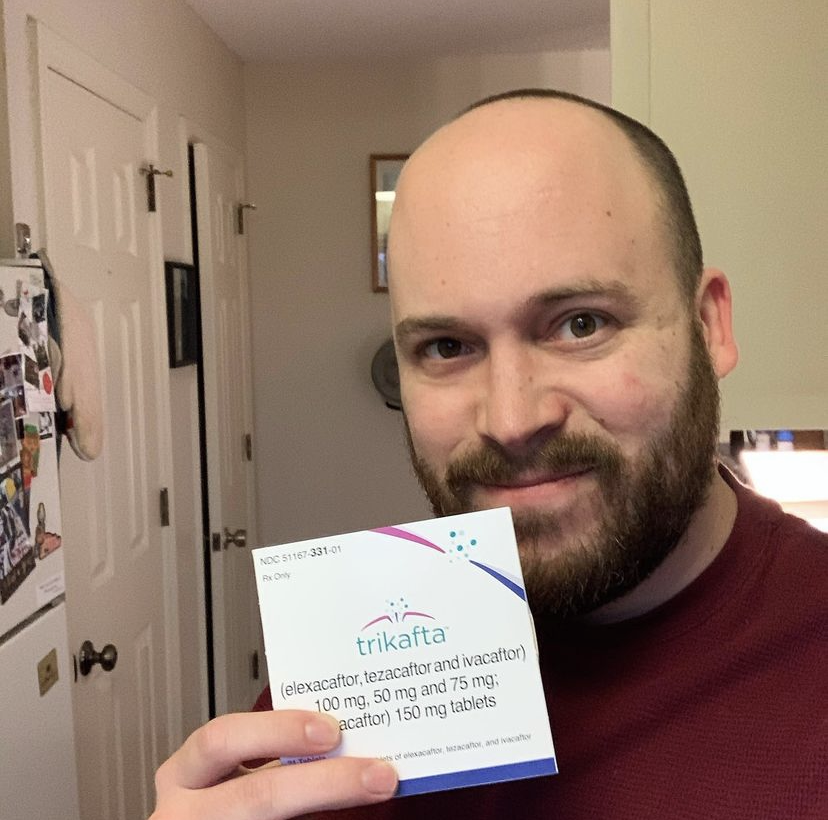 NDC 51167-331-01
Rx Only
trikafta™
(elexacaftor, tezacaftor and ivacaftor)
100 mg, 50 mg and 75 mg;
acaftor) 150 mg tablets
of elexacaftor, tezacaftor, and ivacaftor